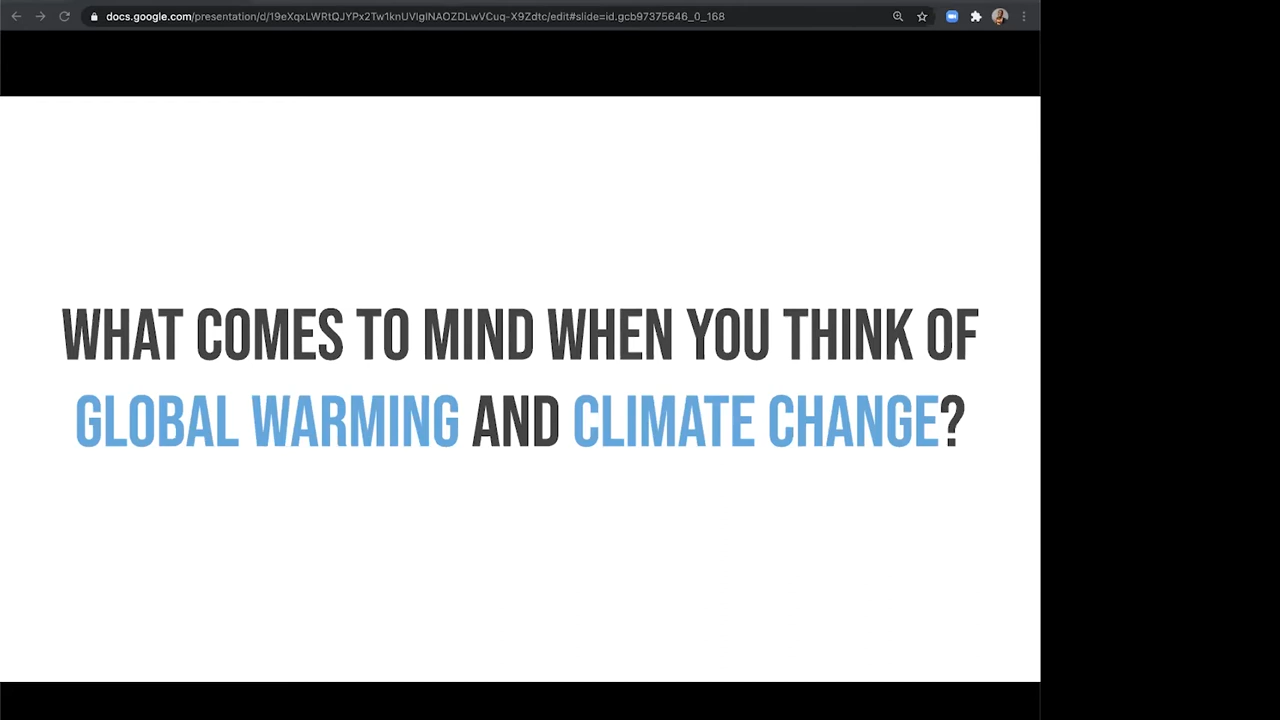 docs.google.com/presentation/d/19eXqxLWRtQJYPx2Tw1knUVIgINAOZDLwVCuq-X9Zdtc/edit#slide=id.gcb97375646_0_168
WHAT COMES TO MIND WHEN YOU THINK OF
GLOBAL WARMING AND CLIMATE CHANGE?